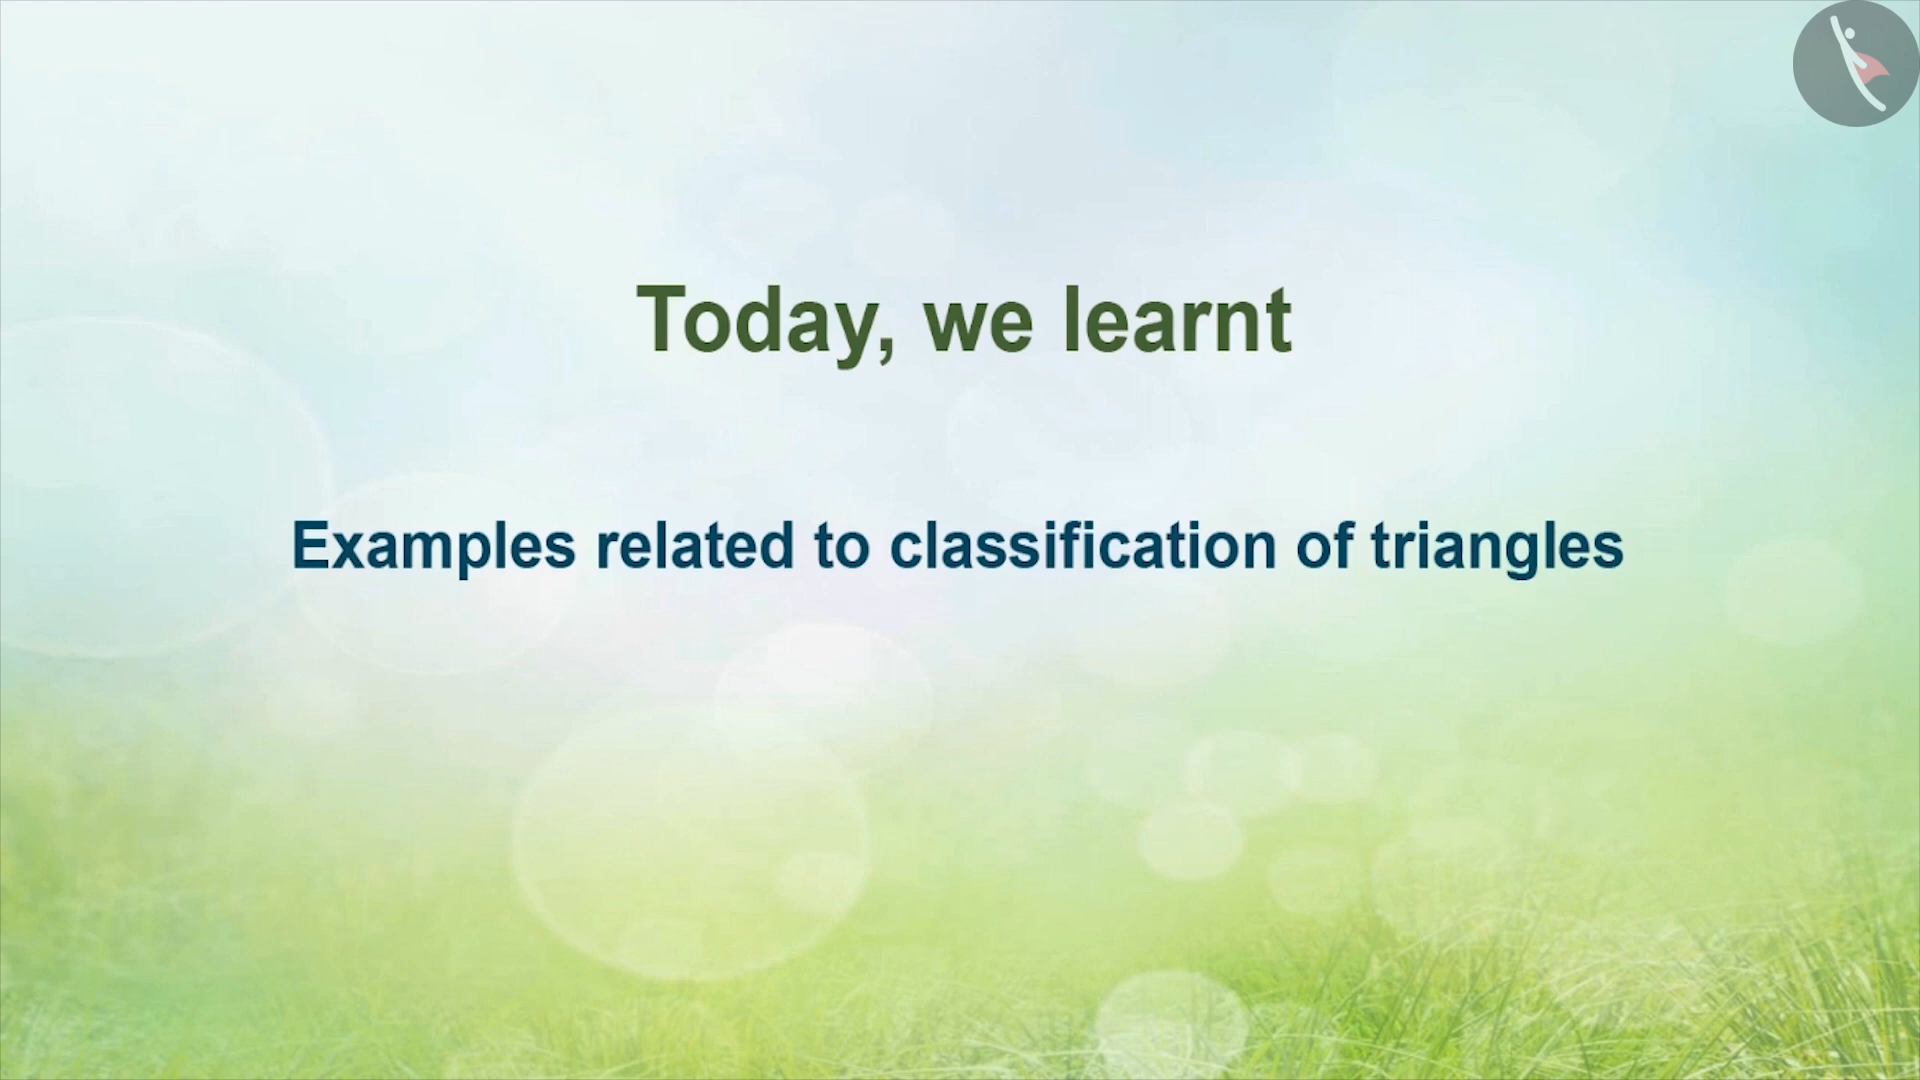 Today, we learnt
Examples related to classification of triangles